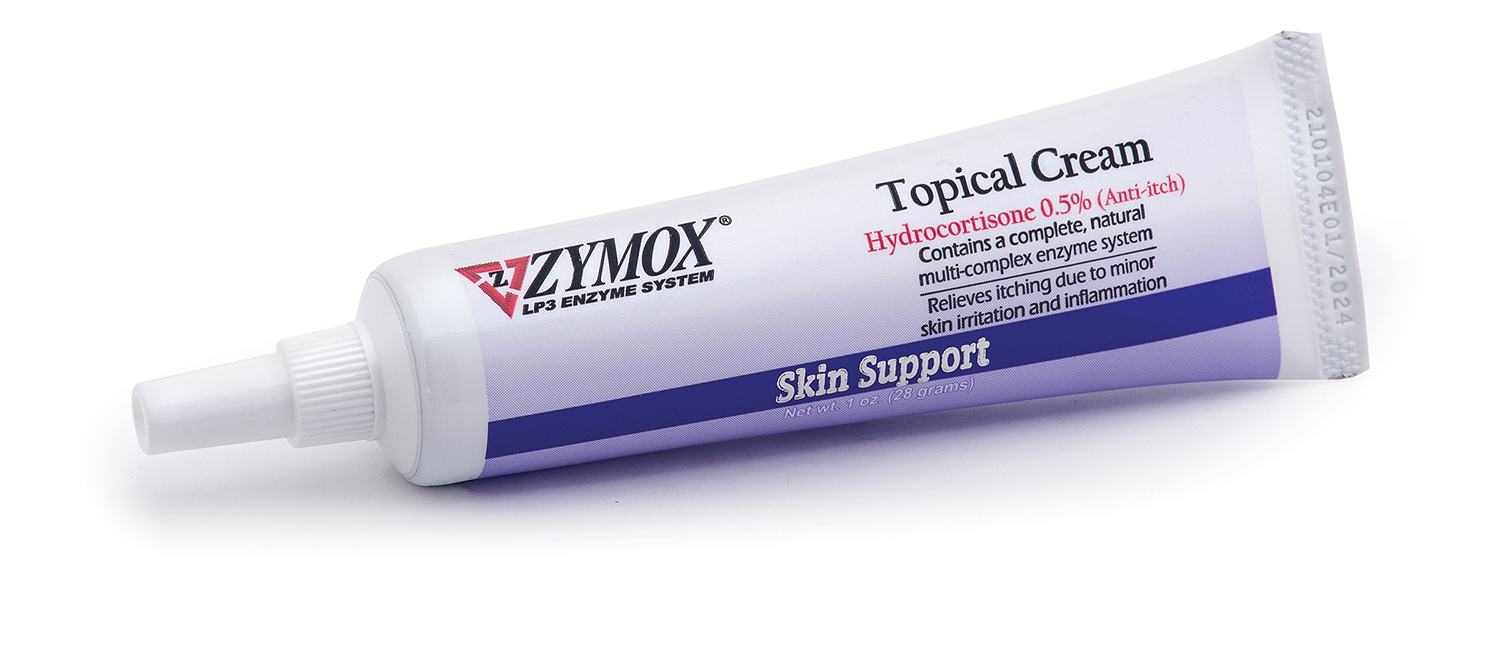 Z
ZYMOX®
LP3 ENZYME SYSTEM
Topical Cream
Hydrocortisone 0.5% (Anti-itch)
Contains a complete, natural
multi-complex enzyme system
Relieves itching due to minor
skin irritation and inflammation
Skin Support
Net wt. 1 oz. (28 grams)
210104E01/2024